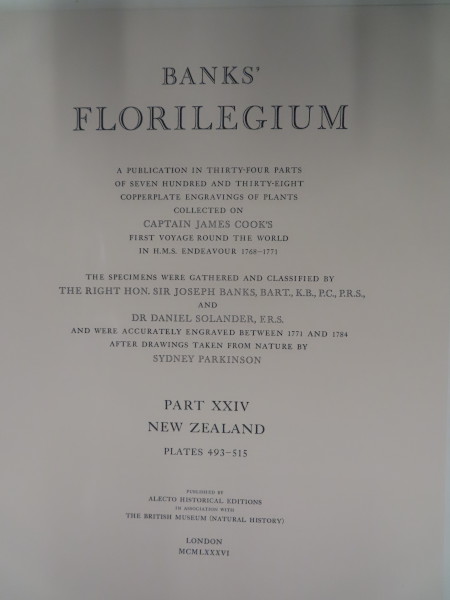 BANKS'
FLORILEGIUM
A PUBLICATION IN THIRTY-FOUR PARTS
OF SEVEN HUNDRED AND THIRTY-EIGHT
COPPERPLATE ENGRAVINGS OF PLANTS
COLLECTED ON
CAPTAIN JAMES COOK'S
FIRST VOYAGE ROUND THE WORLD
IN H.M.S. ENDEAVOUR 1768-1771
THE SPECIMENS WERE GATHERED AND CLASSIFIED BY
THE RIGHT HON. SIR JOSEPH BANKS, BART., K.B., P.C., P.R.S.,
AND
DR DANIEL SOLANDER, F.R.S.
AND WERE ACCURATELY ENGRAVED BETWEEN 1771 AND 1784
AFTER DRAWINGS TAKEN FROM NATURE BY
SYDNEY PARKINSON
PART XXIV
NEW ZEALAND
PLATES 493-515
PUBLISHED BY
ALECTO HISTORICAL EDITIONS
IN ASSOCIATION WITH
THE BRITISH MUSEUM (NATURAL HISTORY)
LONDON
MCMLXXXVI